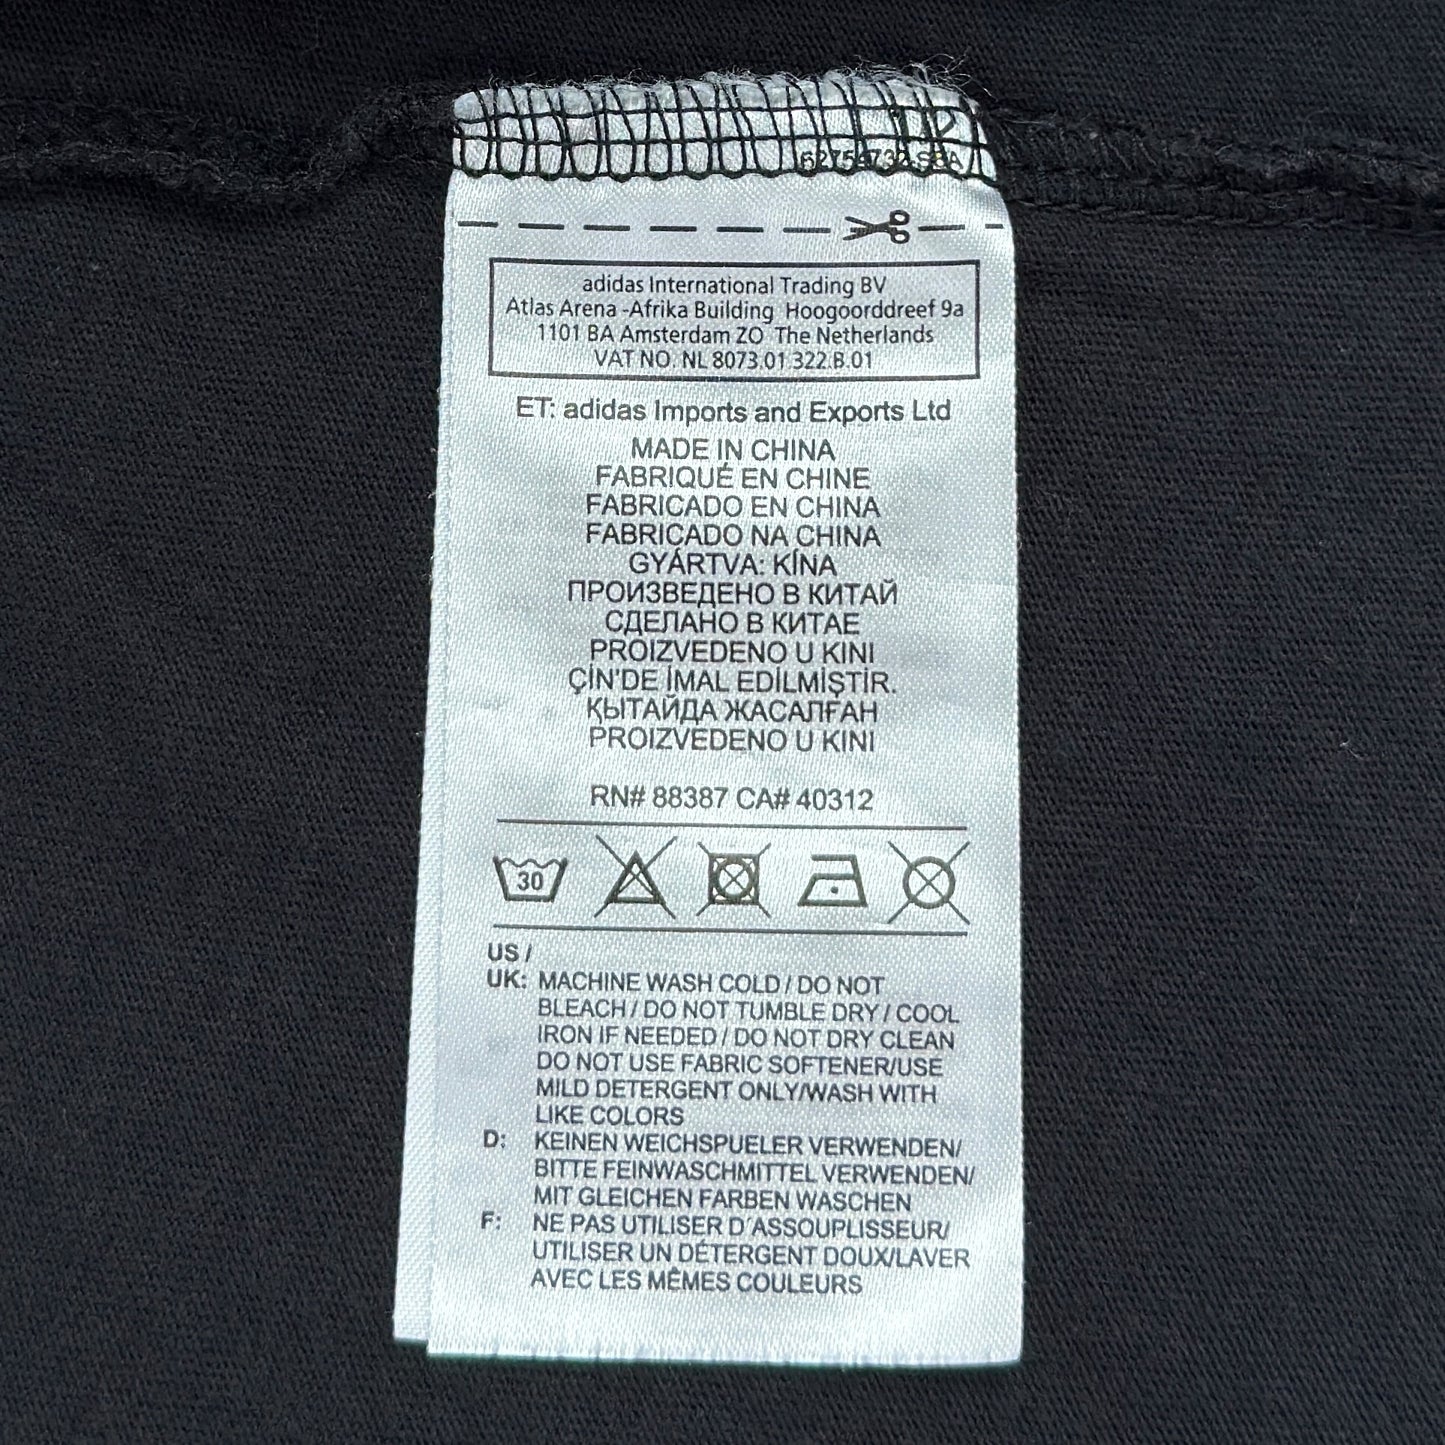 adidas International Trading BV
Atlas Arena -Afrika Building Hoogoorddreef 9a
1101 BA Amsterdam ZO The Netherlands
VAT NO. NL 8073.01.322.B.01
ET: adidas Imports and Exports Ltd
MADE IN CHINA
FABRIQUÉ EN CHINE
FABRICADO EN CHINA
FABRICADO NA CHINA
GYÁRTVA: KÍNA
ПРОИЗВЕДЕНО В КИТАЙ
СДЕЛАНО В КИТАЕ
PROIZVEDENO U KINI
ÇİN'DE İMAL EDİLMİŞTİR.
ҚЫТАЙДА ЖАСАЛҒАН
PROIZVEDENO U KINI
RN# 88387 CA# 40312
30
US /
UK: MACHINE WASH COLD / DO NOT
BLEACH / DO NOT TUMBLE DRY / COOL
IRON IF NEEDED / DO NOT DRY CLEAN
DO NOT USE FABRIC SOFTENER/USE
MILD DETERGENT ONLY/WASH WITH
LIKE COLORS
D: KEINEN WEICHSPUELER VERWENDEN/
BITTE FEINWASCHMITTEL VERWENDEN/
MIT GLEICHEN FARBEN WASCHEN
F: NE PAS UTILISER D´ASSOUPLISSEUR/
UTILISER UN DÉTERGENT DOUX/LAVER
AVEC LES MÊMES COULEURS